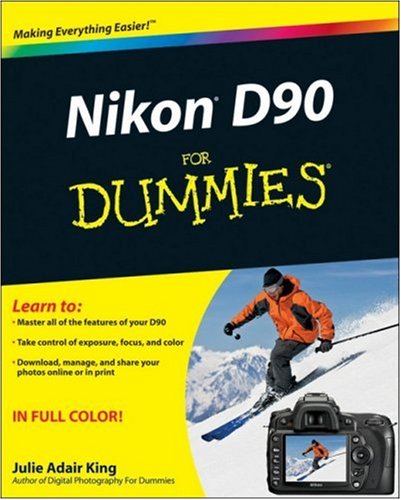 Making Everything Easier!™
Nikon® D90
FOR
DUMMIES®
Learn to:
• Master all of the features of your D90
• Take control of exposure, focus, and color
• Download, manage, and share your
photos online or in print
IN FULL COLOR!
Julie Adair King
Author of Digital Photography For Dummies
Nikon